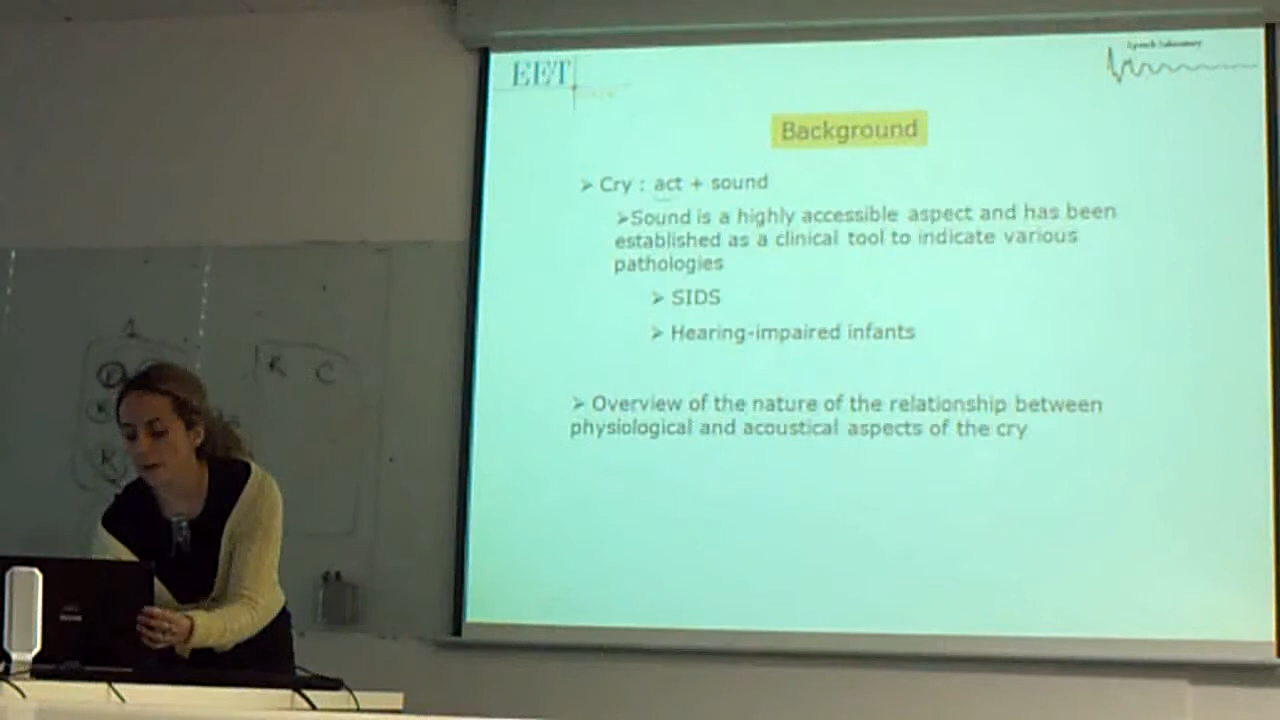 EET
Speech Laboratory
Background
➢ Cry : act + sound
➢Sound is a highly accessible aspect and has been
established as a clinical tool to indicate various
pathologies
➢ SIDS
➢ Hearing-impaired infants
➢ Overview of the nature of the relationship between
physiological and acoustical aspects of the cry
1
K C
K
K